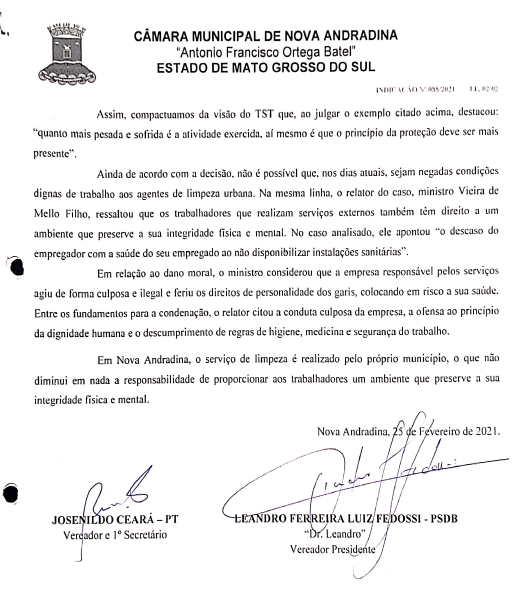 CÂMARA MUNICIPAL DE NOVA ANDRADINA
"Antonio Francisco Ortega Batel"
ESTADO DE MATO GROSSO DO SUL
INDICAÇÃO Nº 088/2021 FL. 02/02
Assim, compactuamos da visão do TST que, ao julgar o exemplo citado acima, destacou:
"quanto mais pesada e sofrida é a atividade exercida, aí mesmo é que o princípio da proteção deve ser mais
presente".
Ainda de acordo com a decisão, não é possível que, nos dias atuais, sejam negadas condições
dignas de trabalho aos agentes de limpeza urbana. Na mesma linha, o relator do caso, ministro Vieira de
Mello Filho, ressaltou que os trabalhadores que realizam serviços externos também têm direito a um
ambiente que preserve a sua integridade física e mental. No caso analisado, ele apontou "o descaso do
empregador com a saúde do seu empregado ao não disponibilizar instalações sanitárias".
Em relação ao dano moral, o ministro considerou que a empresa responsável pelos serviços
agiu de forma culposa e ilegal e feriu os direitos de personalidade dos garis, colocando em risco a sua saúde.
Entre os fundamentos para a condenação, o relator citou a conduta culposa da empresa, a ofensa ao princípio
da dignidade humana e o descumprimento de regras de higiene, medicina e segurança do trabalho.
Em Nova Andradina, o serviço de limpeza é realizado pelo próprio município, o que não
diminui em nada a responsabilidade de proporcionar aos trabalhadores um ambiente que preserve a sua
integridade física e mental.
Nova Andradina, 25 de Fevereiro de 2021.
Leandro Fedossi
JOSENILDO CEARÁ – PT
Vereador e 1º Secretário
LEANDRO FERREIRA LUIZ FEDOSSI - PSDB
"Dr. Leandro"
Vereador Presidente